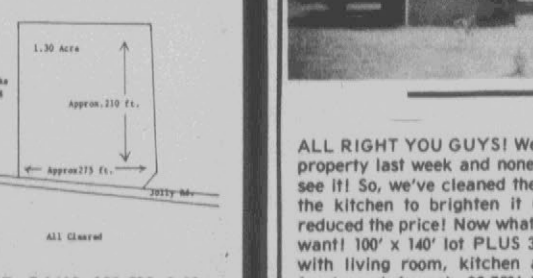 1.30 Acre
Approx. 210 ft.
Approx 275 ft.
Jolly Rd.
All Cleared
ALL RIGHT YOU GUYS! We
property last week and none
see it! So, we've cleaned the
the kitchen to brighten it
reduced the price! Now what
want! 100' x 140' lot PLUS 3
with living room, kitchen